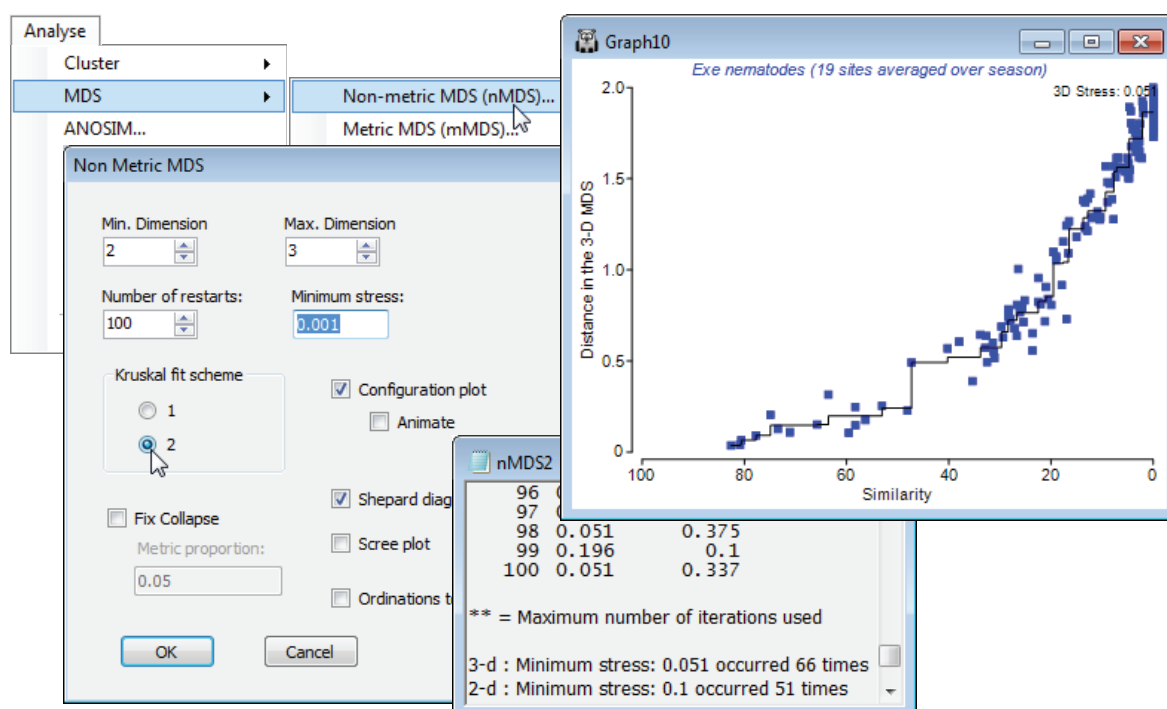 Analyse
Cluster
MDS
ANOSIM...
Non-metric MDS (nMDS)...
Metric MDS (mMDS)...
Non Metric MDS
Min. Dimension
Max. Dimension
2
3
Number of restarts:
Minimum stress:
100
0.001
Kruskal fit scheme
1
2
Configuration plot
Animate
Fix Collapse
Metric proportion:
0.05
Shepard diag
Scree plot
Ordinations t
OK
Cancel
nMDS2
96 0
97 0
98 0.051 0.375
99 0.196 0.1
100 0.051 0.337
** = Maximum number of iterations used
3-d : Minimum stress: 0.051 occurred 66 times
2-d : Minimum stress: 0.1 occurred 51 times
Graph10
Exe nematodes (19 sites averaged over season)
3D Stress: 0.051
Distance in the 3-D MDS
2.0
1.5
1.0
0.5
0
100 80 60 40 20 0
Similarity